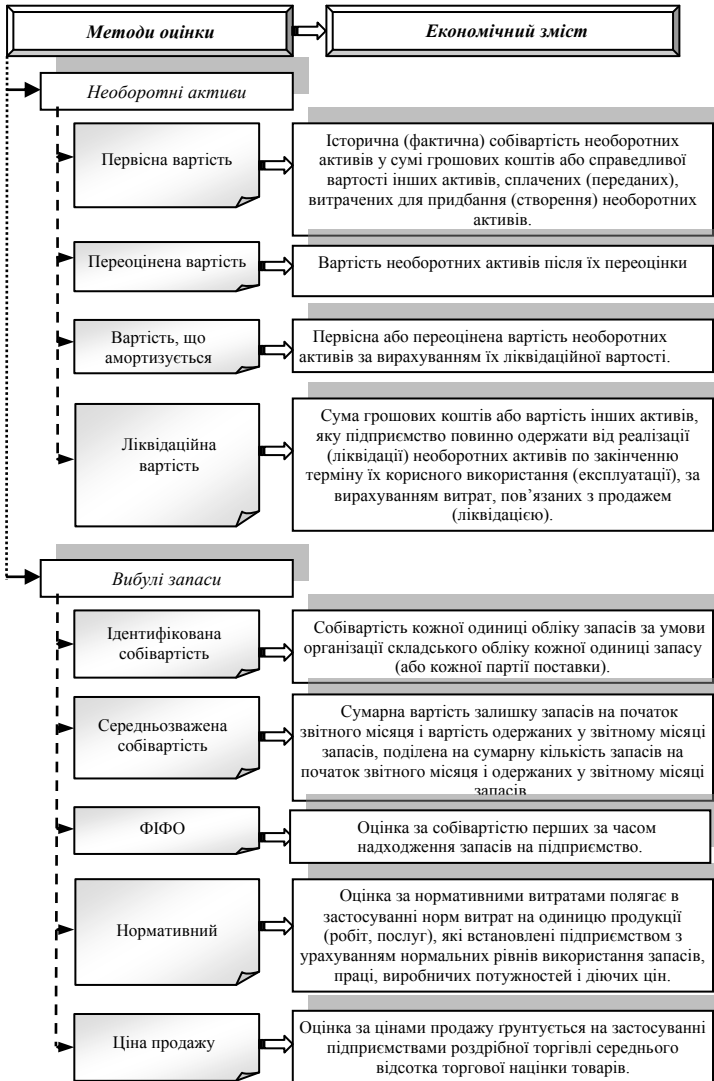 Методи оцінки
Економічний зміст
Необоротні активи
Первісна вартість
Історична (фактична) собівартість необоротних
активів у сумі грошових коштів або справедливої
вартості інших активів, сплачених (переданих),
витрачених для придбання (створення) необоротних
активів.
Переоцінена вартість
Вартість необоротних активів після їх переоцінки
Вартість, що
амортизується
Первісна або переоцінена вартість необоротних
активів за вирахуванням їх ліквідаційної вартості.
Ліквідаційна
вартість
Сума грошових коштів або вартість інших активів,
яку підприємство повинно одержати від реалізації
(ліквідації) необоротних активів по закінченню
терміну їх корисного використання (експлуатації), за
вирахуванням витрат, пов’язаних з продажем
(ліквідацією).
Вибулі запаси
Ідентифікована
собівартість
Собівартість кожної одиниці обліку запасів за умови
організації складського обліку кожної одиниці запасу
(або кожної партії поставки).
Середньозважена
собівартість
Сумарна вартість залишку запасів на початок
звітного місяця і вартість одержаних у звітному місяці
запасів, поділена на сумарну кількість запасів на
початок звітного місяця і одержаних у звітному місяці
запасів
ФІФО
Оцінка за собівартістю перших за часом
надходження запасів на підприємство.
Нормативний
Оцінка за нормативними витратами полягає в
застосуванні норм витрат на одиницю продукції
(робіт, послуг), які встановлені підприємством з
урахуванням нормальних рівнів використання запасів,
праці, виробничих потужностей і діючих цін.
Ціна продажу
Оцінка за цінами продажу ґрунтується на застосуванні
підприємствами роздрібної торгівлі середнього
відсотка торгової націнки товарів.